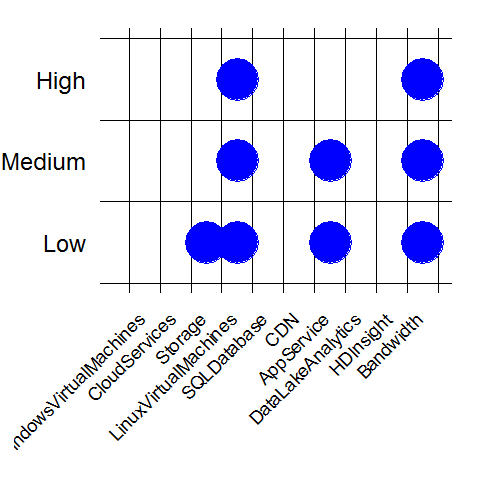 High
Medium
Low
ndowsVirtualMachines
CloudServices
Storage
LinuxVirtualMachines
SQLDatabase
CDN
AppService
DataLakeAnalytics
HDInsight
Bandwidth